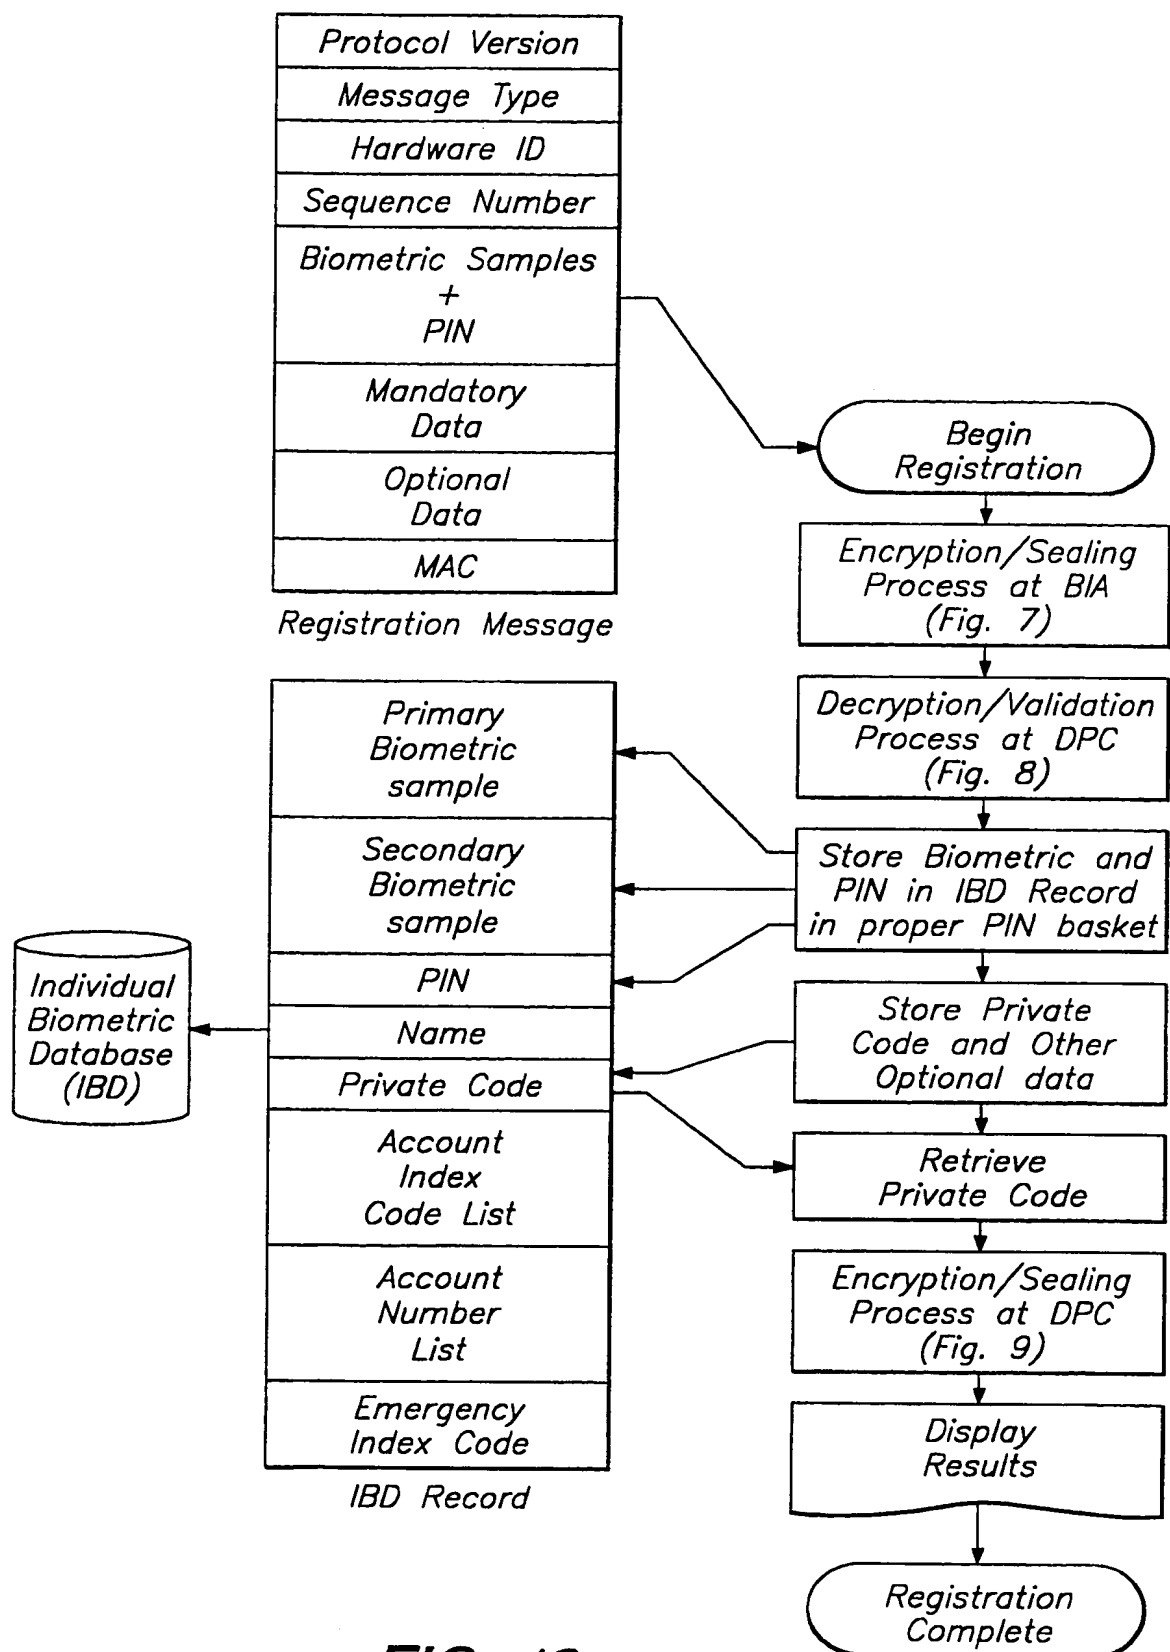 Protocol Version
Message Type
Hardware ID
Sequence Number
Biometric Samples
+
PIN
Mandatory
Data
Optional
Data
MAC
Registration Message
Begin
Registration
Encryption/Sealing
Process at BIA
(Fig. 7)
Decryption/Validation
Process at DPC
(Fig. 8)
Store Biometric and
PIN in IBD Record
in proper PIN basket
Store Private
Code and Other
Optional data
Retrieve
Private Code
Encryption/Sealing
Process at DPC
(Fig. 9)
Display
Results
Registration
Complete
Primary
Biometric
sample
Secondary
Biometric
sample
PIN
Name
Private Code
Account
Index
Code List
Account
Number
List
Emergency
Index Code
IBD Record
Individual
Biometric
Database
(IBD)